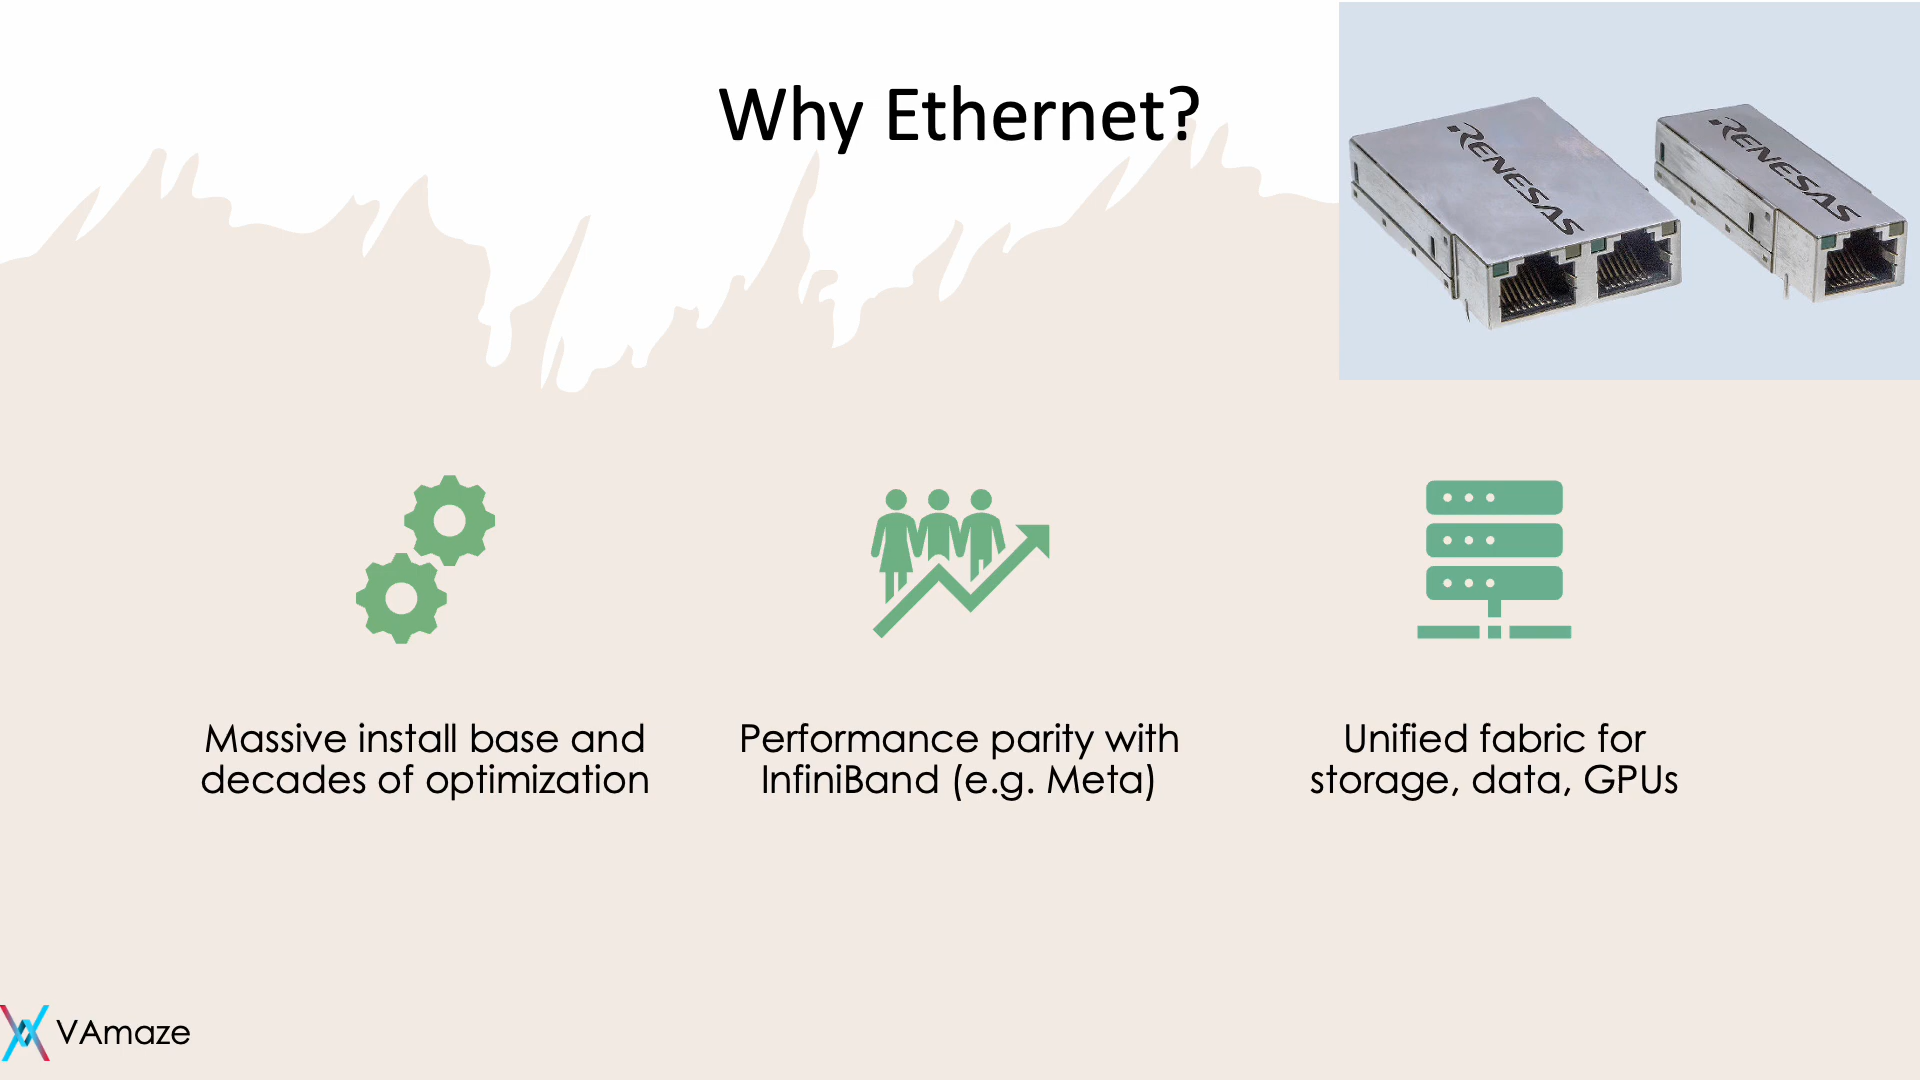 Why Ethernet?
RENESAS
RENESAS
Massive install base and
decades of optimization
Performance parity with
InfiniBand (e.g. Meta)
Unified fabric for
storage, data, GPUs
VAmaze